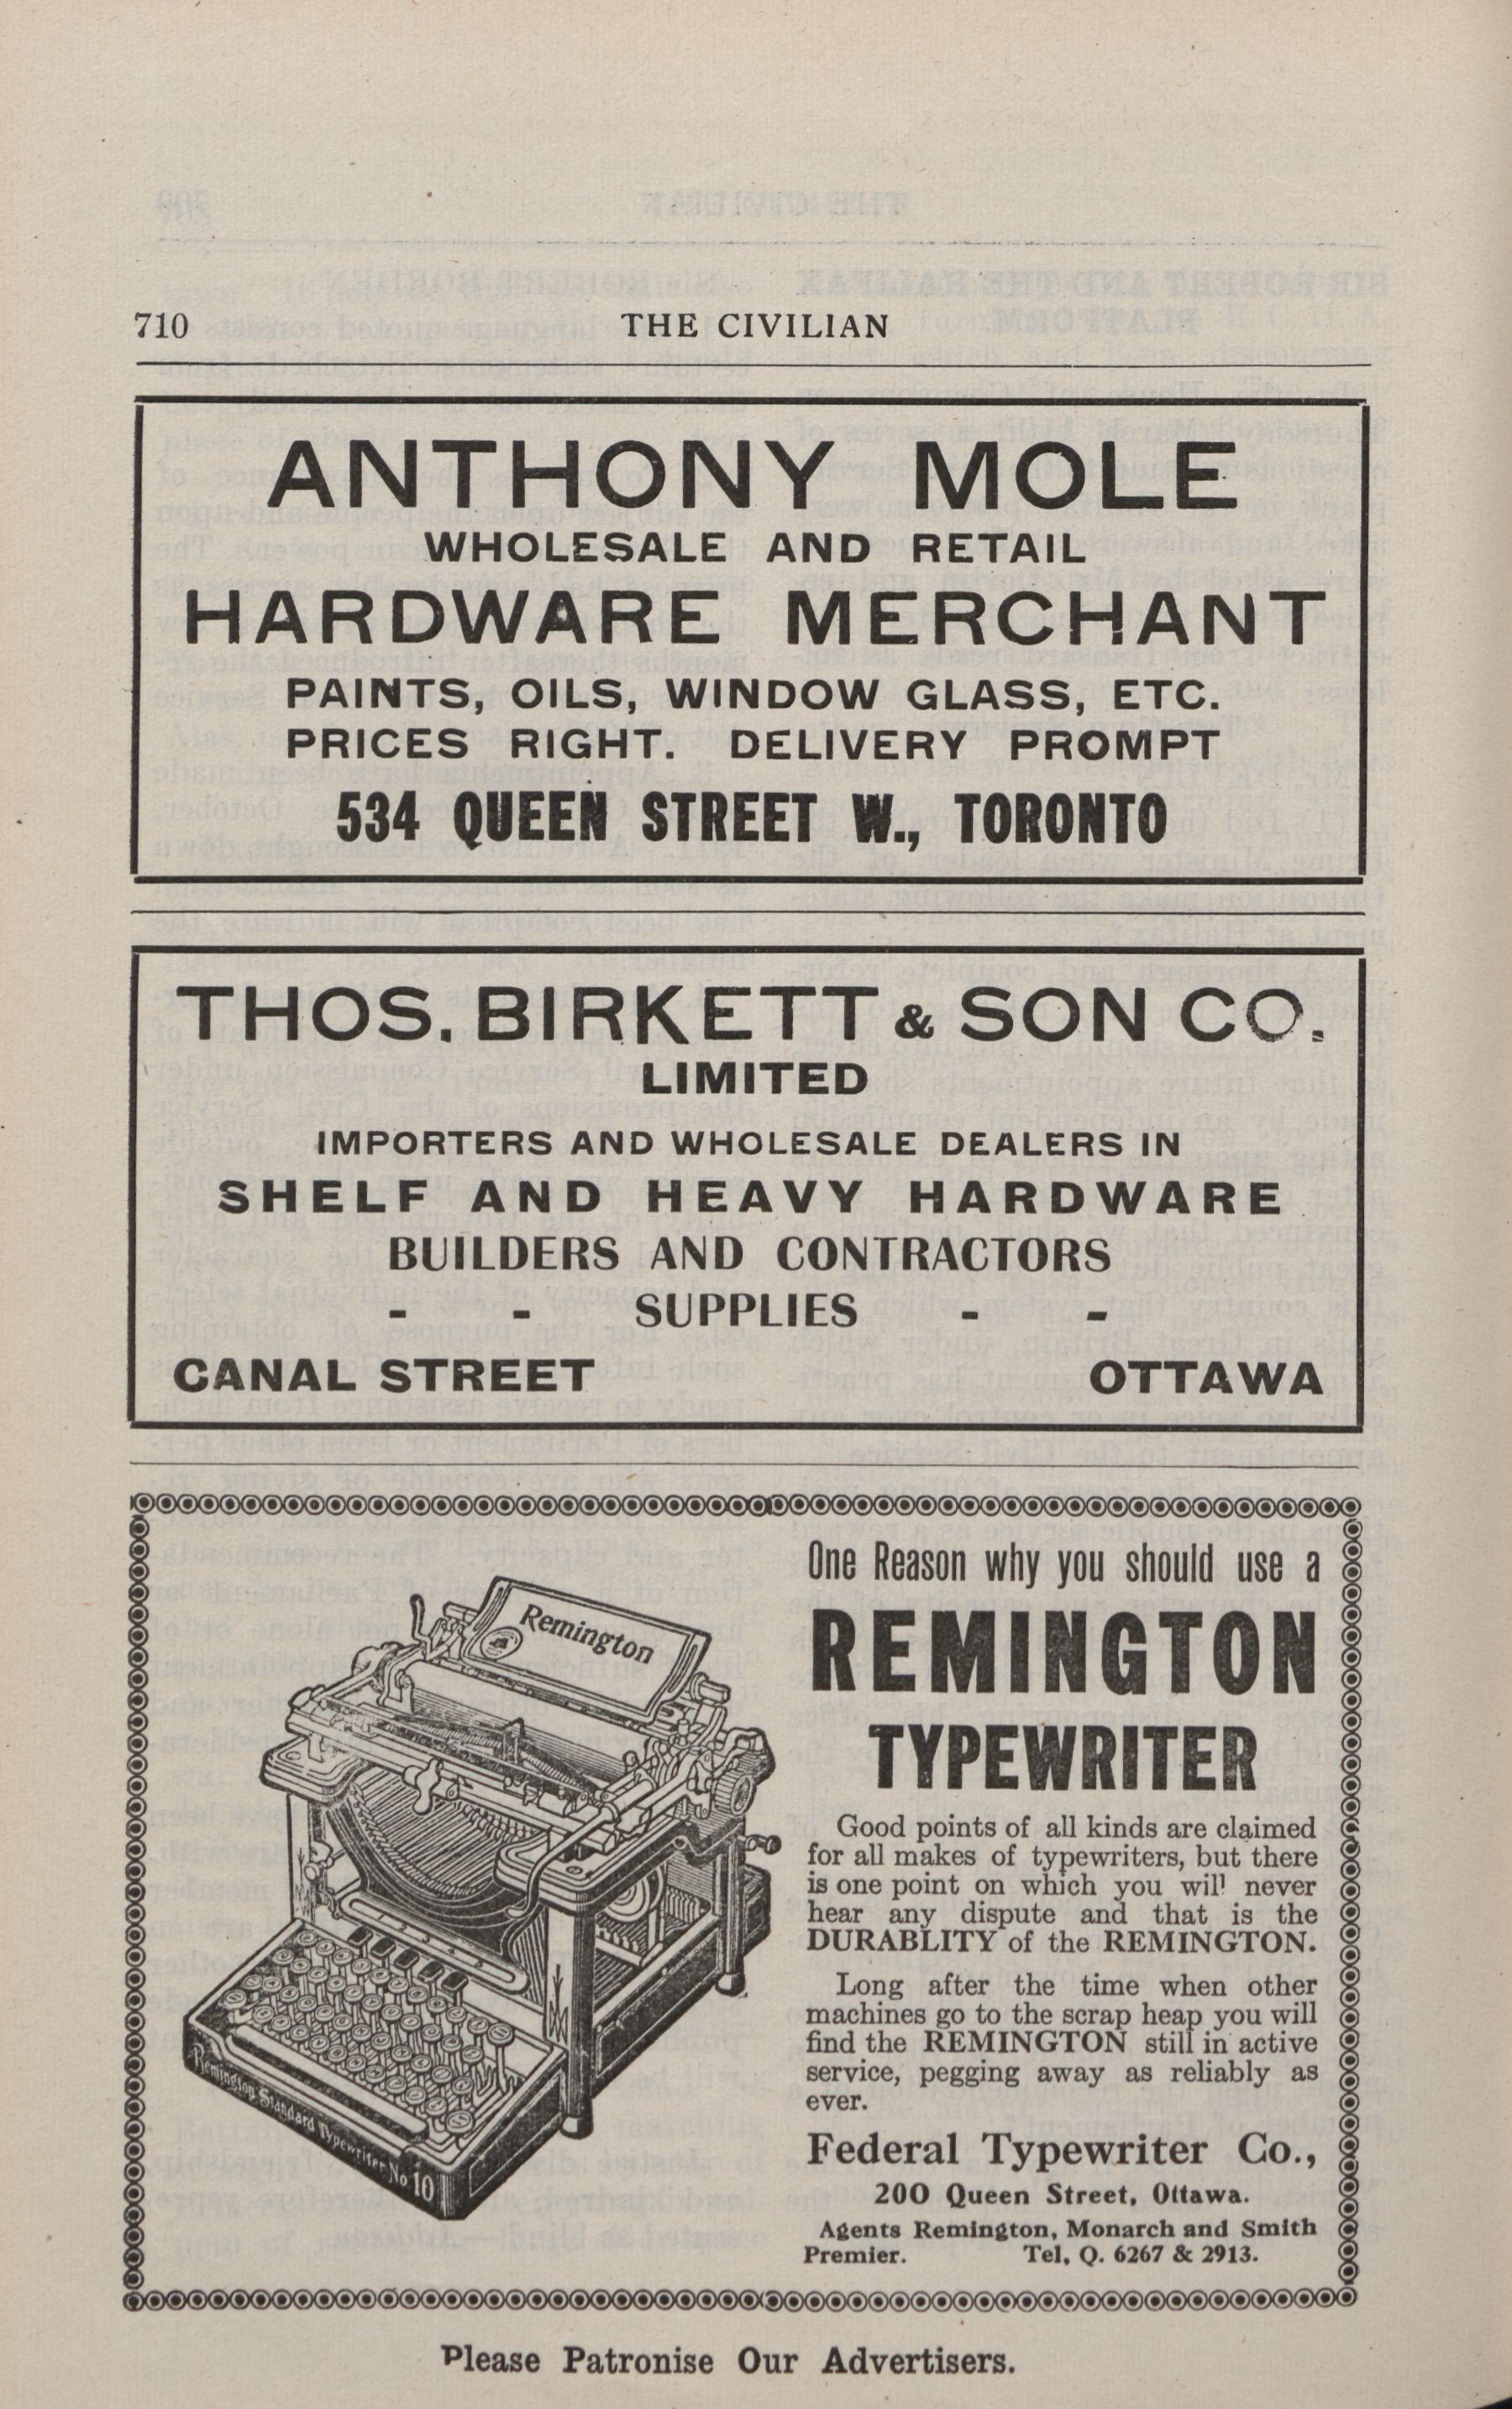 710
THE CIVILIAN
ANTHONY MOLE
WHOLESALE AND RETAIL
HARDWARE MERCHANT
PAINTS, OILS, WINDOW GLASS, ETC.
PRICES RIGHT. DELIVERY PROMPT
534 QUEEN STREET W., TORONTO
THOS. BIRKETT & SON CO.
LIMITED
IMPORTERS AND WHOLESALE DEALERS IN
SHELF AND HEAVY HARDWARE
BUILDERS AND CONTRACTORS
- - SUPPLIES - -
CANAL STREET OTTAWA
Remington
Remington Standard Typewriter No 10
One Reason why you should use a
REMINGTON
TYPEWRITER
Good points of all kinds are claimed
for all makes of typewriters, but there
is one point on which you will never
hear any dispute and that is the
DURABLITY of the REMINGTON.
Long after the time when other
machines go to the scrap heap you will
find the REMINGTON still in active
service, pegging away as reliably as
ever.
Federal Typewriter Co.,
200 Queen Street, Ottawa.
Agents Remington, Monarch and Smith
Premier. Tel, Q. 6267 & 2913.
Please Patronise Our Advertisers.